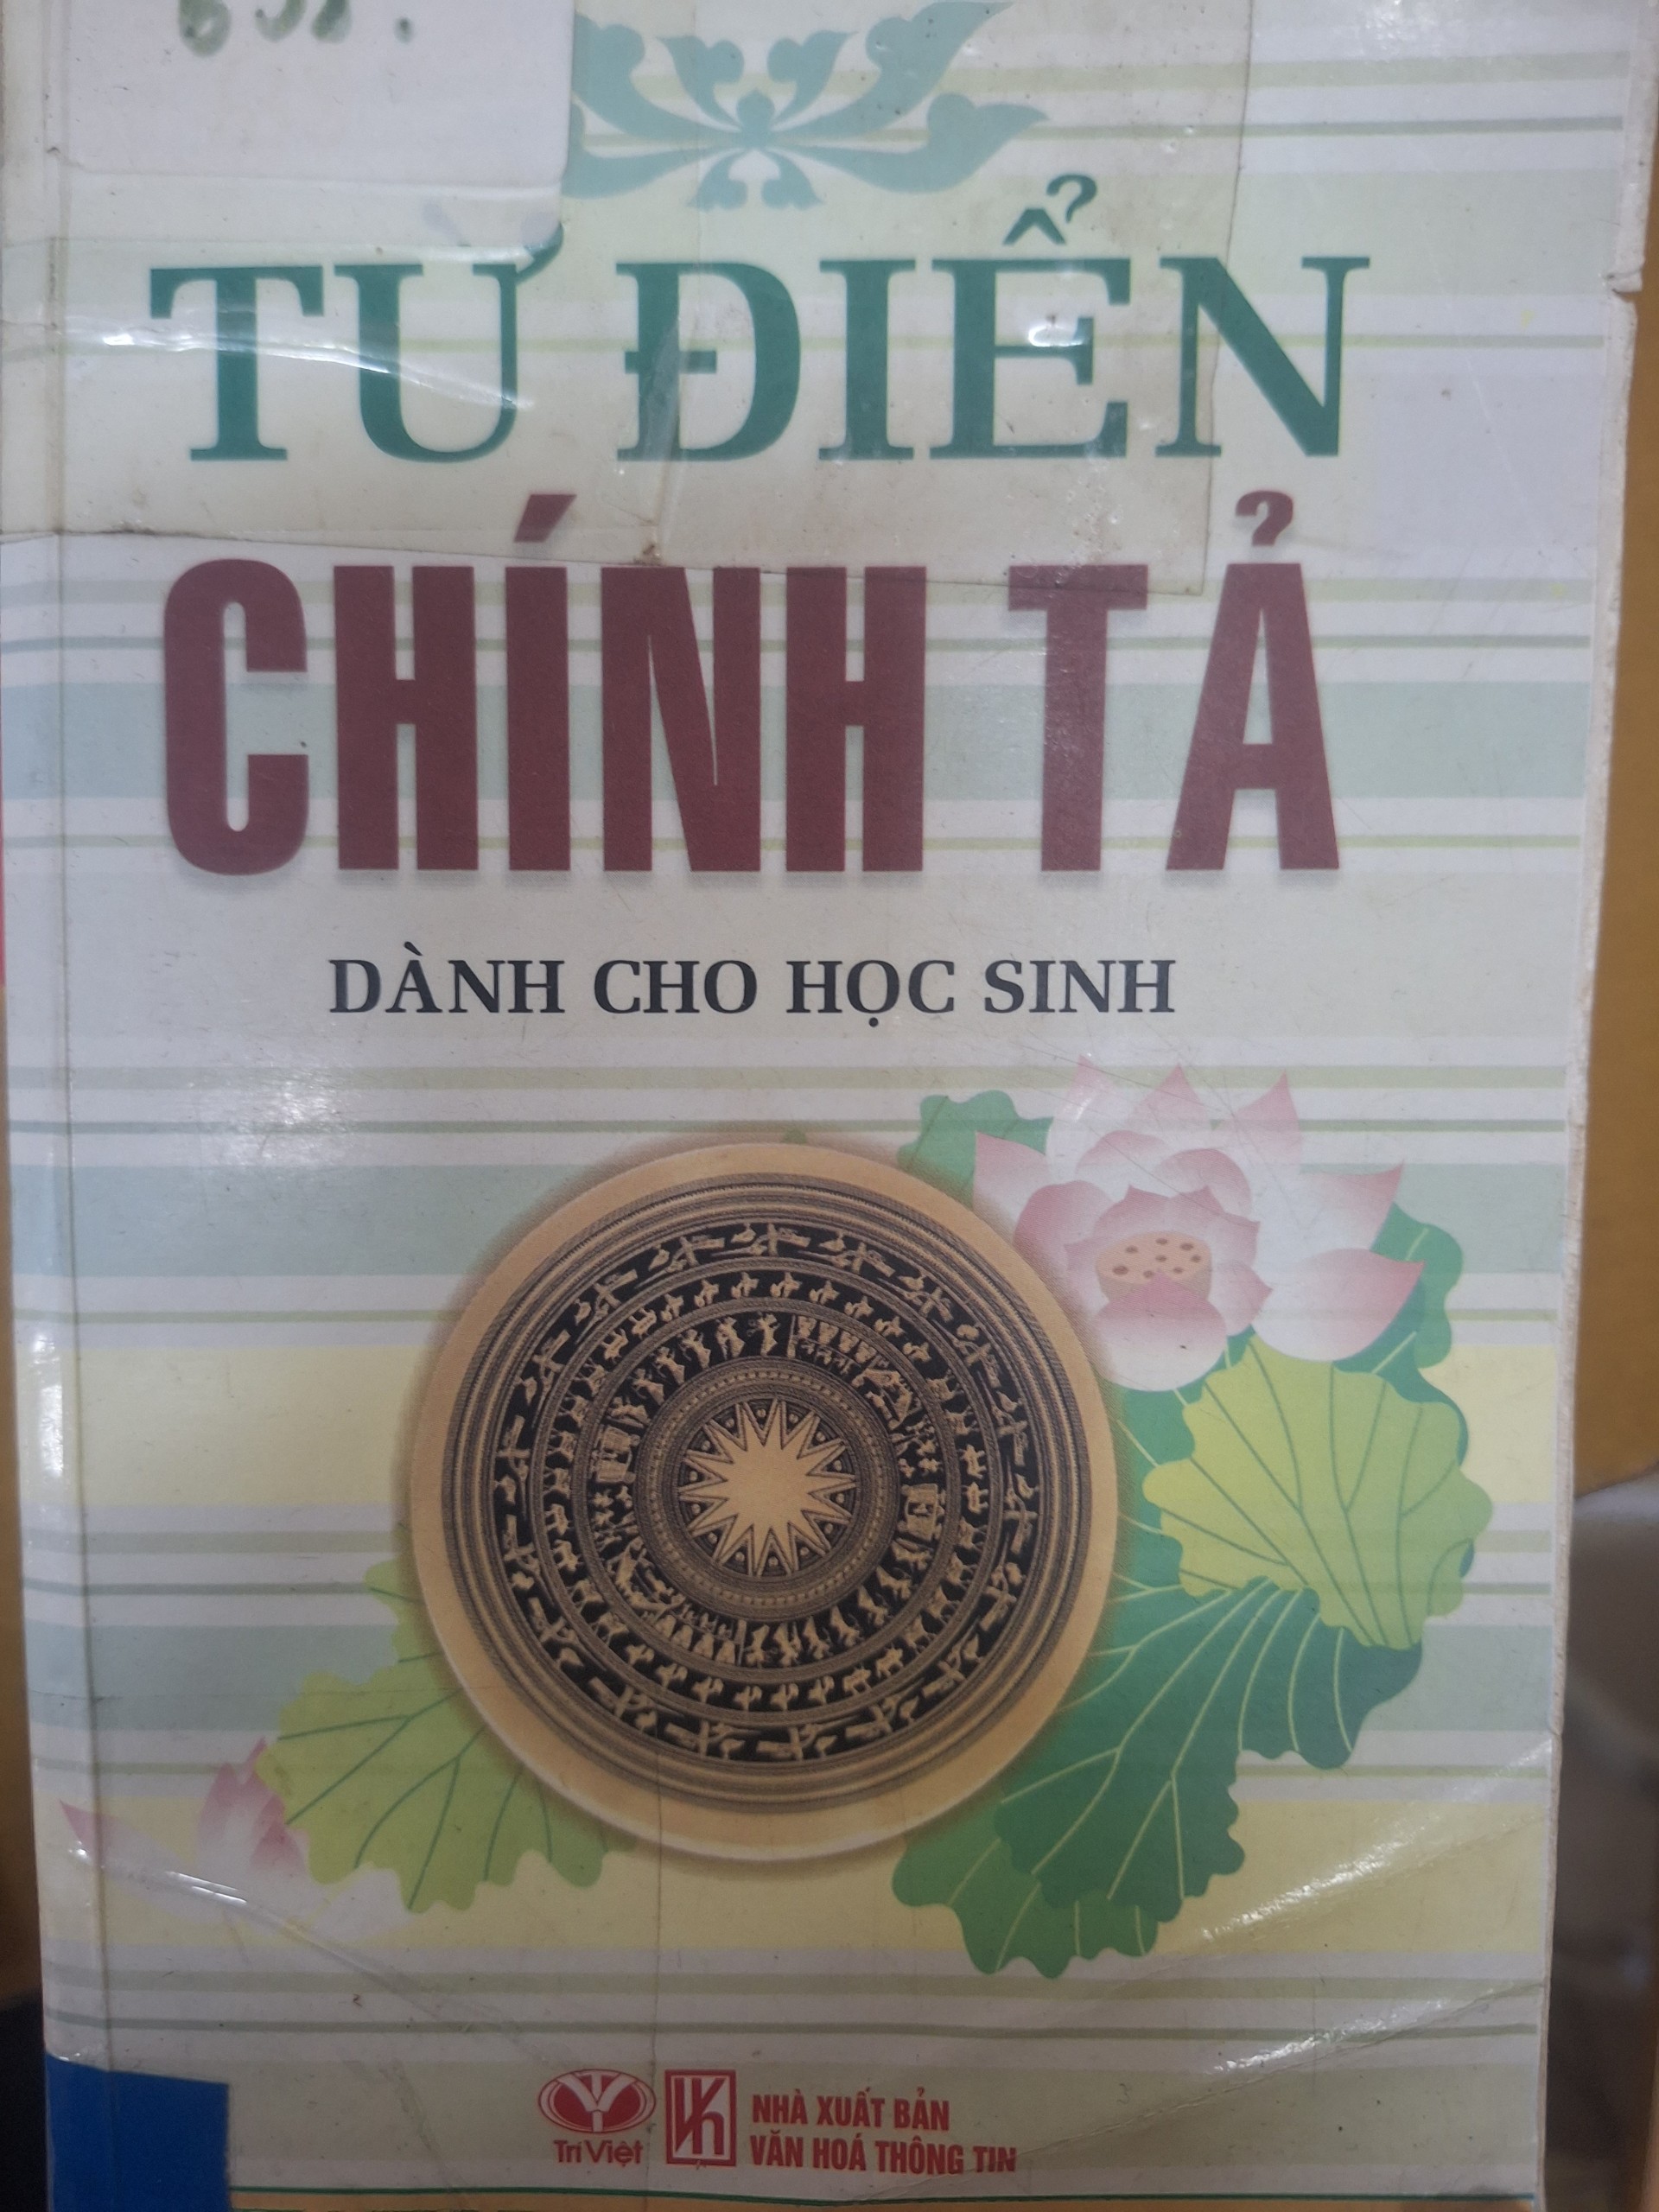 TỪ ĐIỂN
CHÍNH TẢ
DÀNH CHO HỌC SINH
Trí Việt
NHÀ XUẤT BẢN
VĂN HOÁ THÔNG TIN